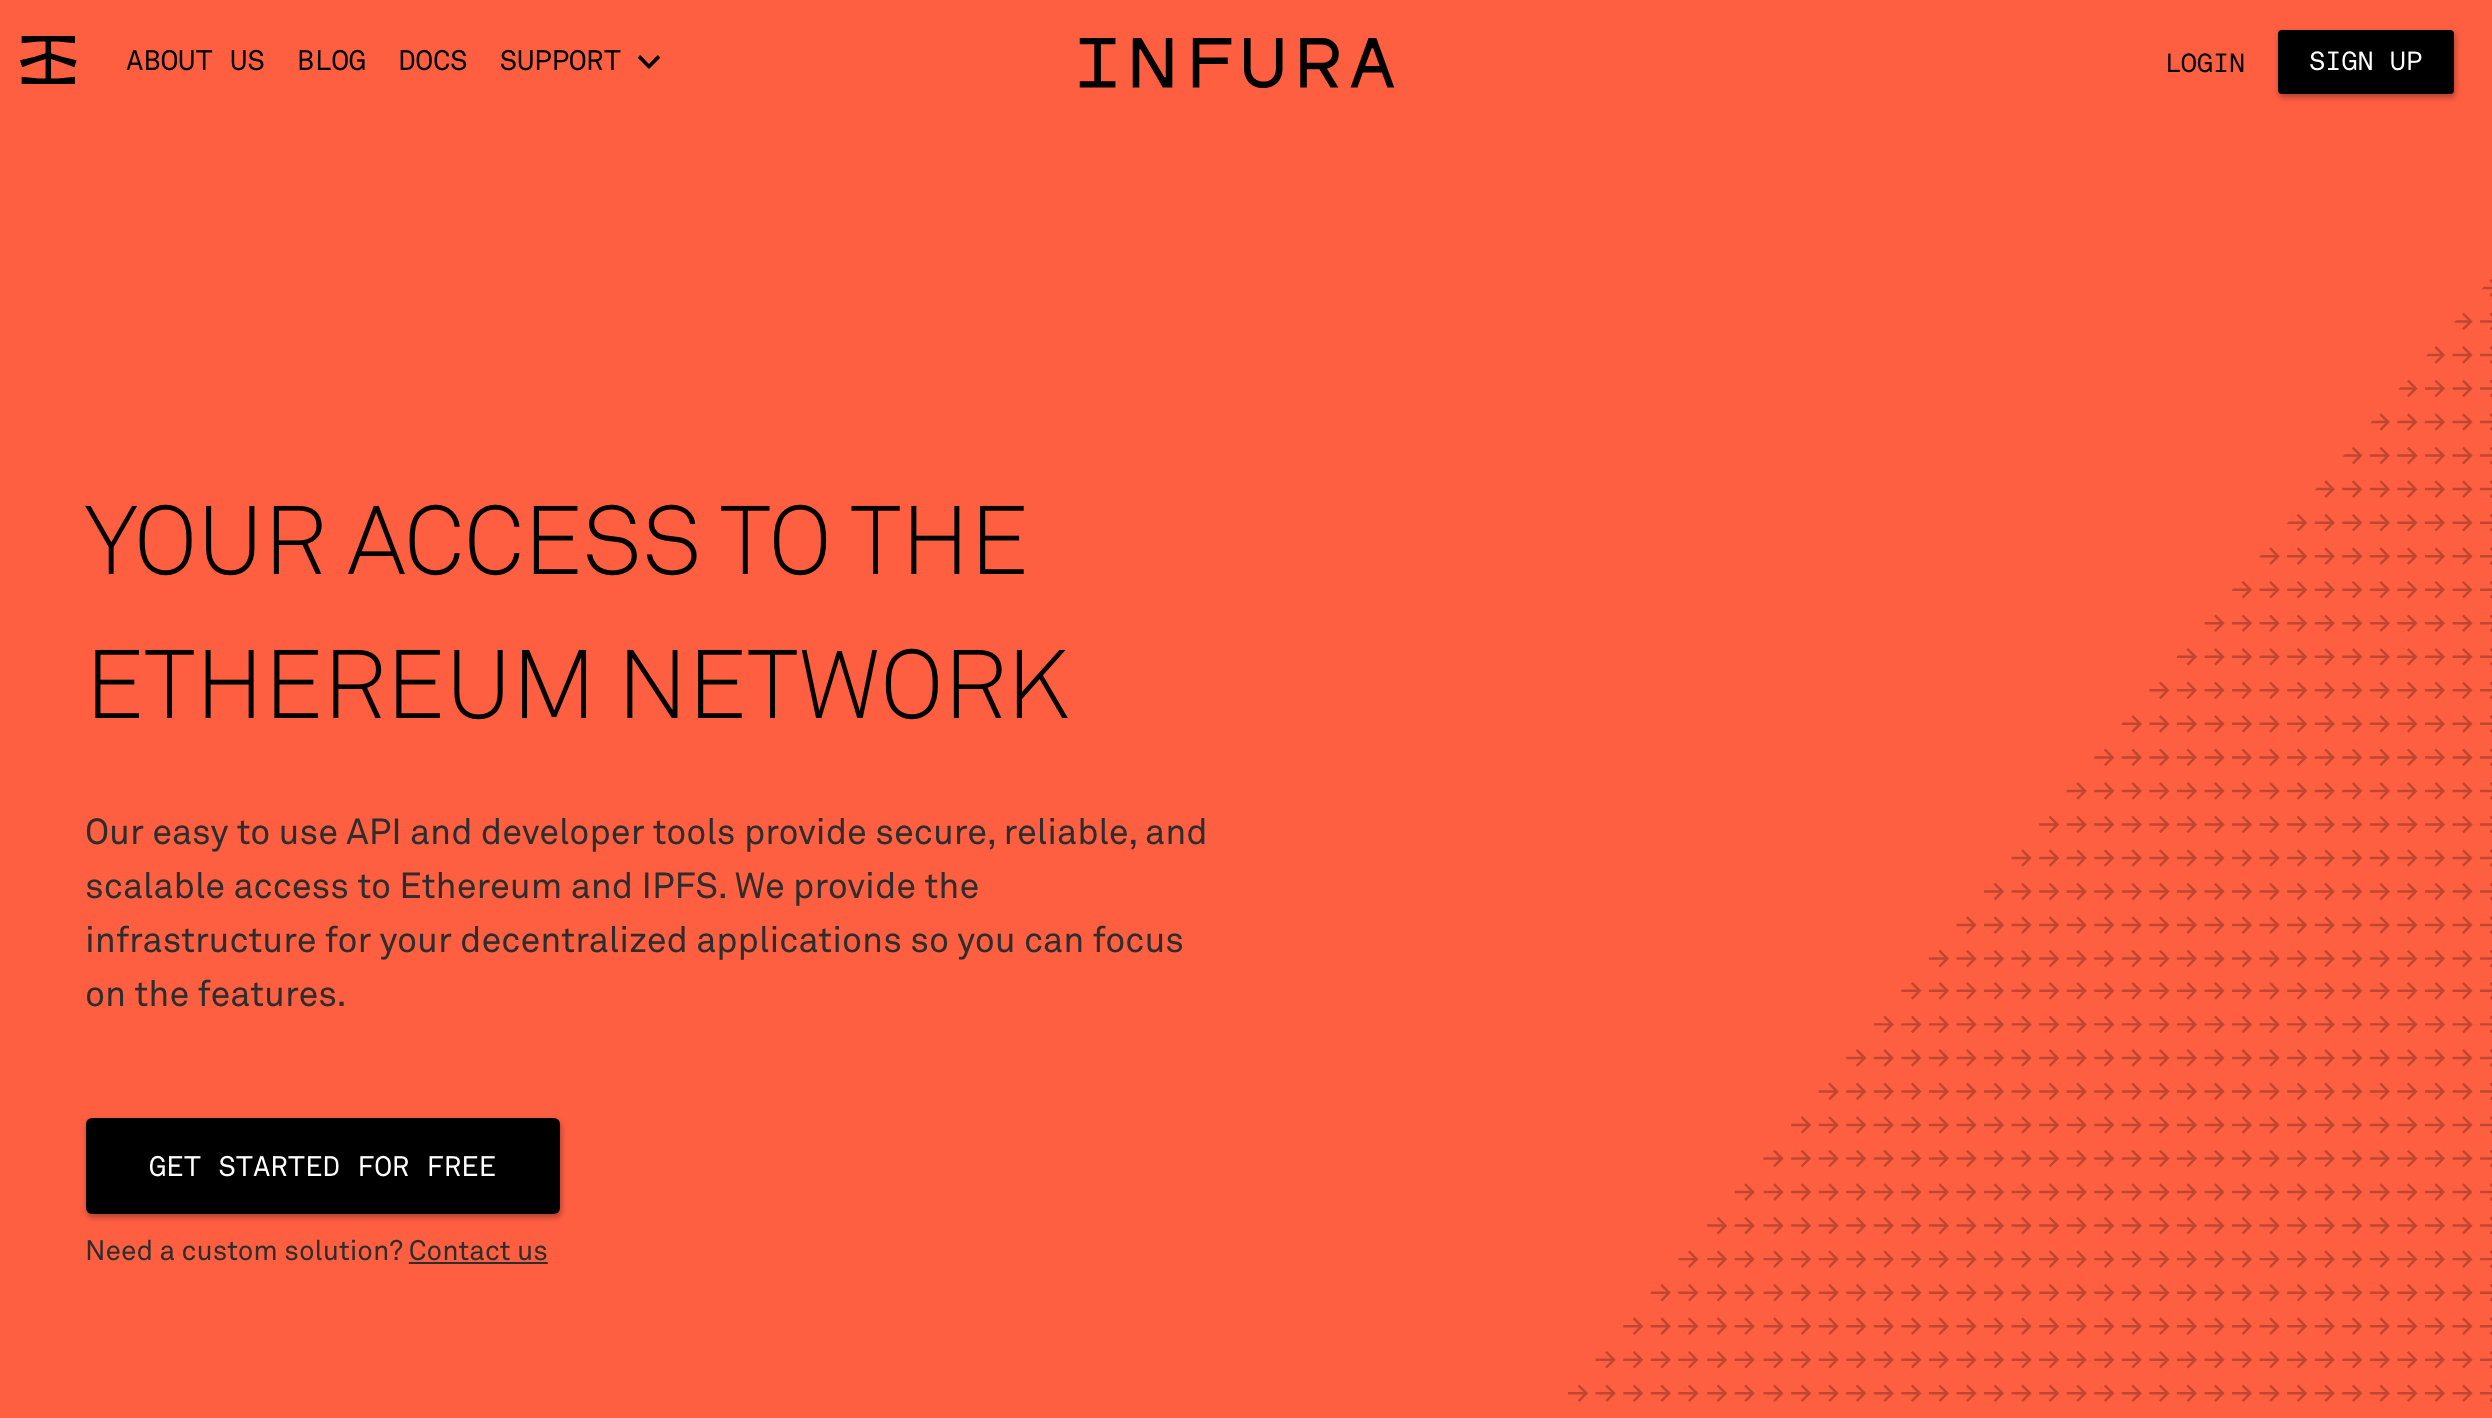 ABOUT US BLOG DOCS SUPPORT INFURA LOGIN SIGN UP
YOUR ACCESS TO THE
ETHEREUM NETWORK
Our easy to use API and developer tools provide secure, reliable, and
scalable access to Ethereum and IPFS. We provide the
infrastructure for your decentralized applications so you can focus
on the features.
GET STARTED FOR FREE
Need a custom solution? Contact us